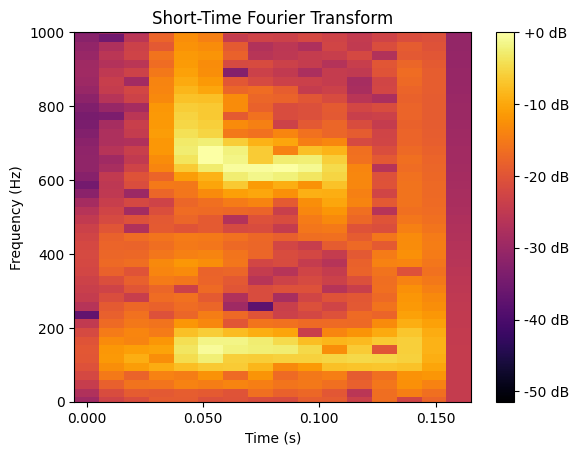 Short-Time Fourier Transform
1000
800
600
400
200
0
Frequency (Hz)
0.000
0.050
0.100
0.150
Time (s)
+0 dB
-10 dB
-20 dB
-30 dB
-40 dB
-50 dB